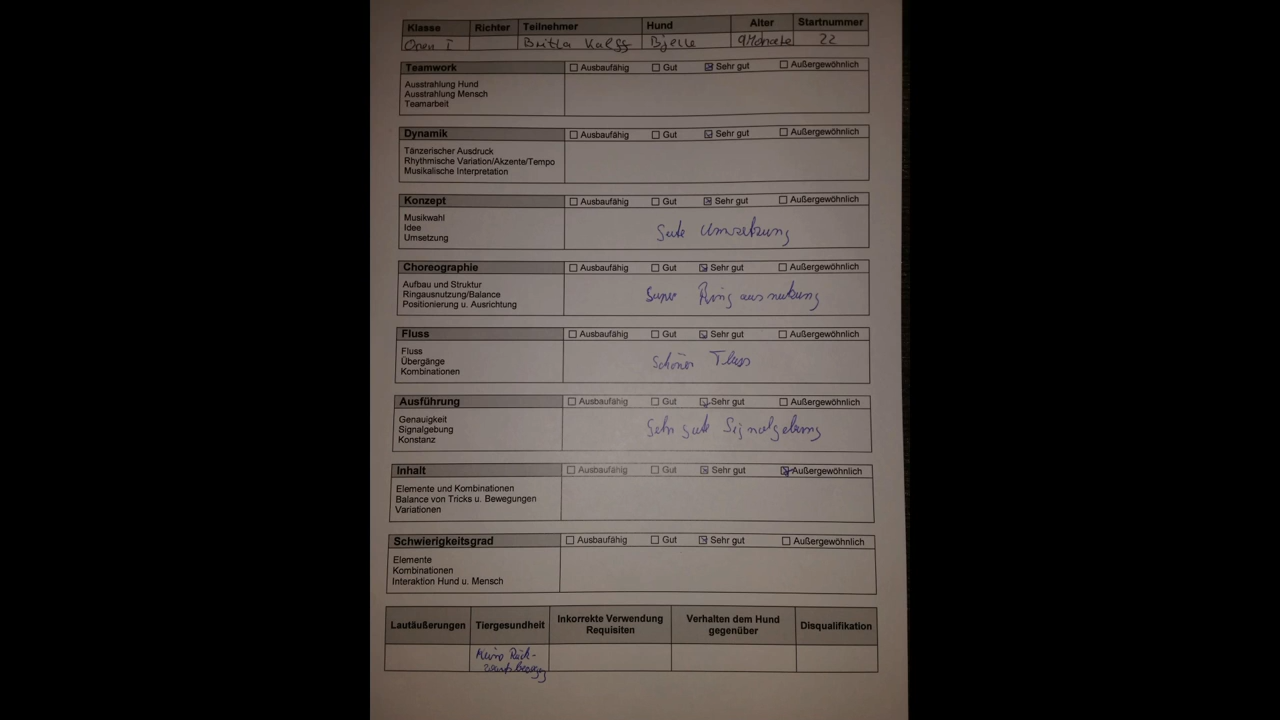 Klasse Richter Teilnehmer Hund Alter Startnummer
Open I Britta Kalff Bjelle 9 Monate 22
Teamwork ☐ Ausbaufähig ☐ Gut ☒ Sehr gut ☐ Außergewöhnlich
Ausstrahlung Hund
Ausstrahlung Mensch
Teamarbeit
Dynamik ☐ Ausbaufähig ☐ Gut ☒ Sehr gut ☐ Außergewöhnlich
Tänzerischer Ausdruck
Rhythmische Variation/Akzente/Tempo
Musikalische Interpretation
Konzept ☐ Ausbaufähig ☐ Gut ☒ Sehr gut ☐ Außergewöhnlich
Musikwahl
Idee
Umsetzung
Gute Umsetzung
Choreographie ☐ Ausbaufähig ☐ Gut ☒ Sehr gut ☐ Außergewöhnlich
Aufbau und Struktur
Ringausnutzung/Balance
Positionierung u. Ausrichtung
Super Ringausnutzung
Fluss ☐ Ausbaufähig ☐ Gut ☒ Sehr gut ☐ Außergewöhnlich
Fluss
Übergänge
Kombinationen
Schöner Fluss
Ausführung ☐ Ausbaufähig ☐ Gut ☒ Sehr gut ☐ Außergewöhnlich
Genauigkeit
Signalgebung
Konstanz
Sehr gute Signalgebung
Inhalt ☐ Ausbaufähig ☐ Gut ☒ Sehr gut ☒ Außergewöhnlich
Elemente und Kombinationen
Balance von Tricks u. Bewegungen
Variationen
Schwierigkeitsgrad ☐ Ausbaufähig ☐ Gut ☒ Sehr gut ☐ Außergewöhnlich
Elemente
Kombinationen
Interaktion Hund u. Mensch
Lautäußerungen Tiergesundheit Inkorrekte Verwendung Requisiten Verhalten dem Hund gegenüber Disqualifikation
Keine Rück-